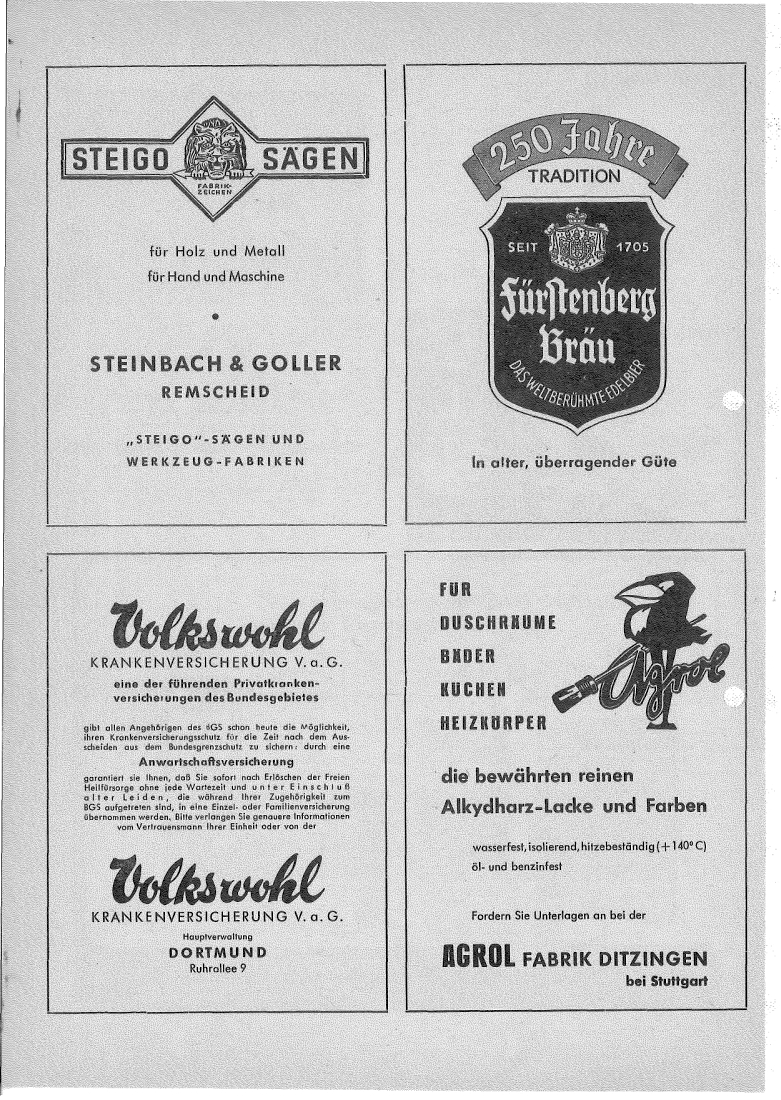 STEIGO SÄGEN
FABRIK-
ZEICHEN
für Holz und Metall
für Hand und Maschine
•
STEINBACH & GOLLER
REMSCHEID
„STEIGO"-SÄGEN UND
WERKZEUG-FABRIKEN
250 Jahre
TRADITION
SEIT 1705
Fürstenberg
Bräu
DAS WELTBERÜHMTE EDELBIER
In alter, überragender Güte
Volkswohl
KRANKENVERSICHERUNG V. a. G.
eine der führenden Privatkranken-
versicherungen des Bundesgebietes
gibt allen Angehörigen des BGS schon heute die Möglichkeit,
ihren Krankenversicherungsschutz für die Zeit nach dem Aus-
scheiden aus dem Bundesgrenzschutz zu sichern: durch eine
Anwartschaftsversicherung
garantiert sie Ihnen, daß Sie sofort nach Erlöschen der Freien
Heilfürsorge ohne jede Wartezeit und unter Einschluß
alter Leiden, die während Ihrer Zugehörigkeit zum
BGS aufgetreten sind, in eine Einzel- oder Familienversicherung
übernommen werden. Bitte verlangen Sie genauere Informationen
vom Vertrauensmann Ihrer Einheit oder von der
Volkswohl
KRANKENVERSICHERUNG V. a. G.
Hauptverwaltung
DORTMUND
Ruhrallee 9
FÜR
DUSCHRÄUME
BÄDER
KÜCHEN
HEIZKÖRPER
Agrol
die bewährten reinen
Alkydharz-Lacke und Farben
wasserfest, isolierend, hitzebeständig (+ 140° C)
öl- und benzinfest
Fordern Sie Unterlagen an bei der
AGROL FABRIK DITZINGEN
bei Stuttgart